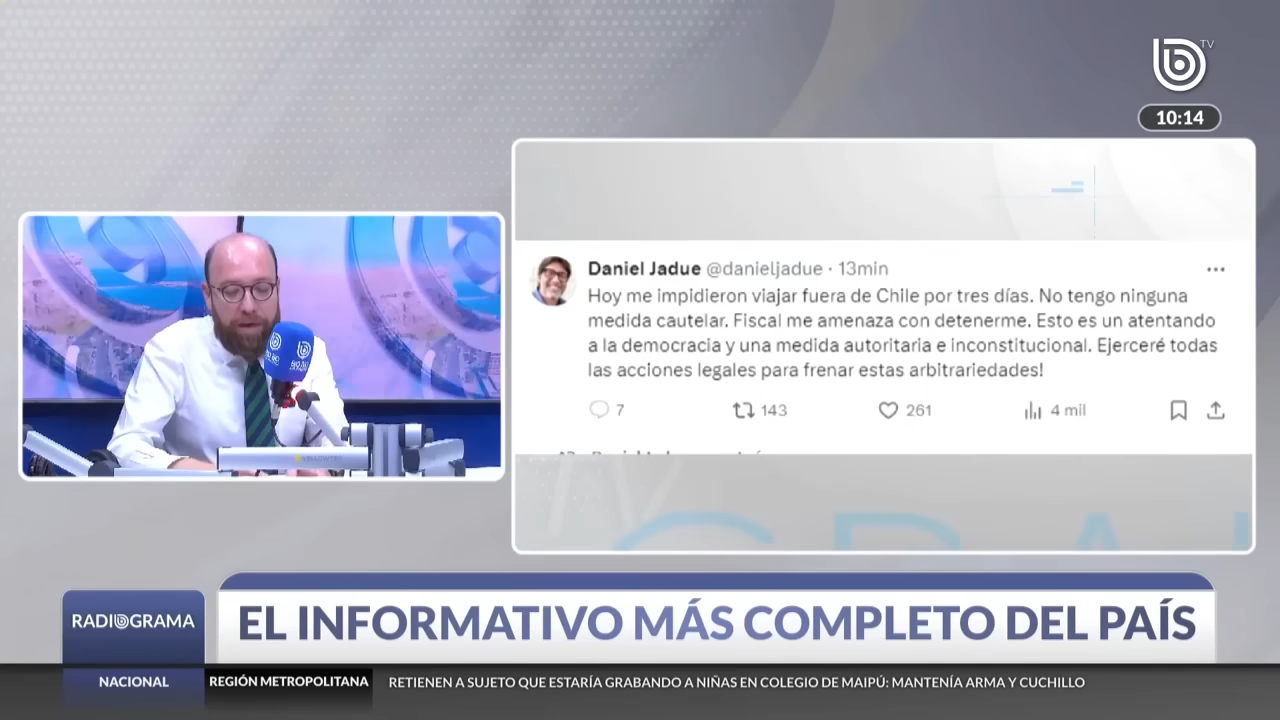 TV
10:14
Daniel Jadue @danieljadue · 13min
Hoy me impidieron viajar fuera de Chile por tres días. No tengo ninguna
medida cautelar. Fiscal me amenaza con detenerme. Esto es un atentando
a la democracia y una medida autoritaria e inconstitucional. Ejerceré todas
las acciones legales para frenar estas arbitrariedades!
7 143 261 4 mil
RADIOGRAMA
EL INFORMATIVO MÁS COMPLETO DEL PAÍS
NACIONAL
REGIÓN METROPOLITANA
RETIENEN A SUJETO QUE ESTARÍA GRABANDO A NIÑAS EN COLEGIO DE MAIPÚ: MANTENÍA ARMA Y CUCHILLO